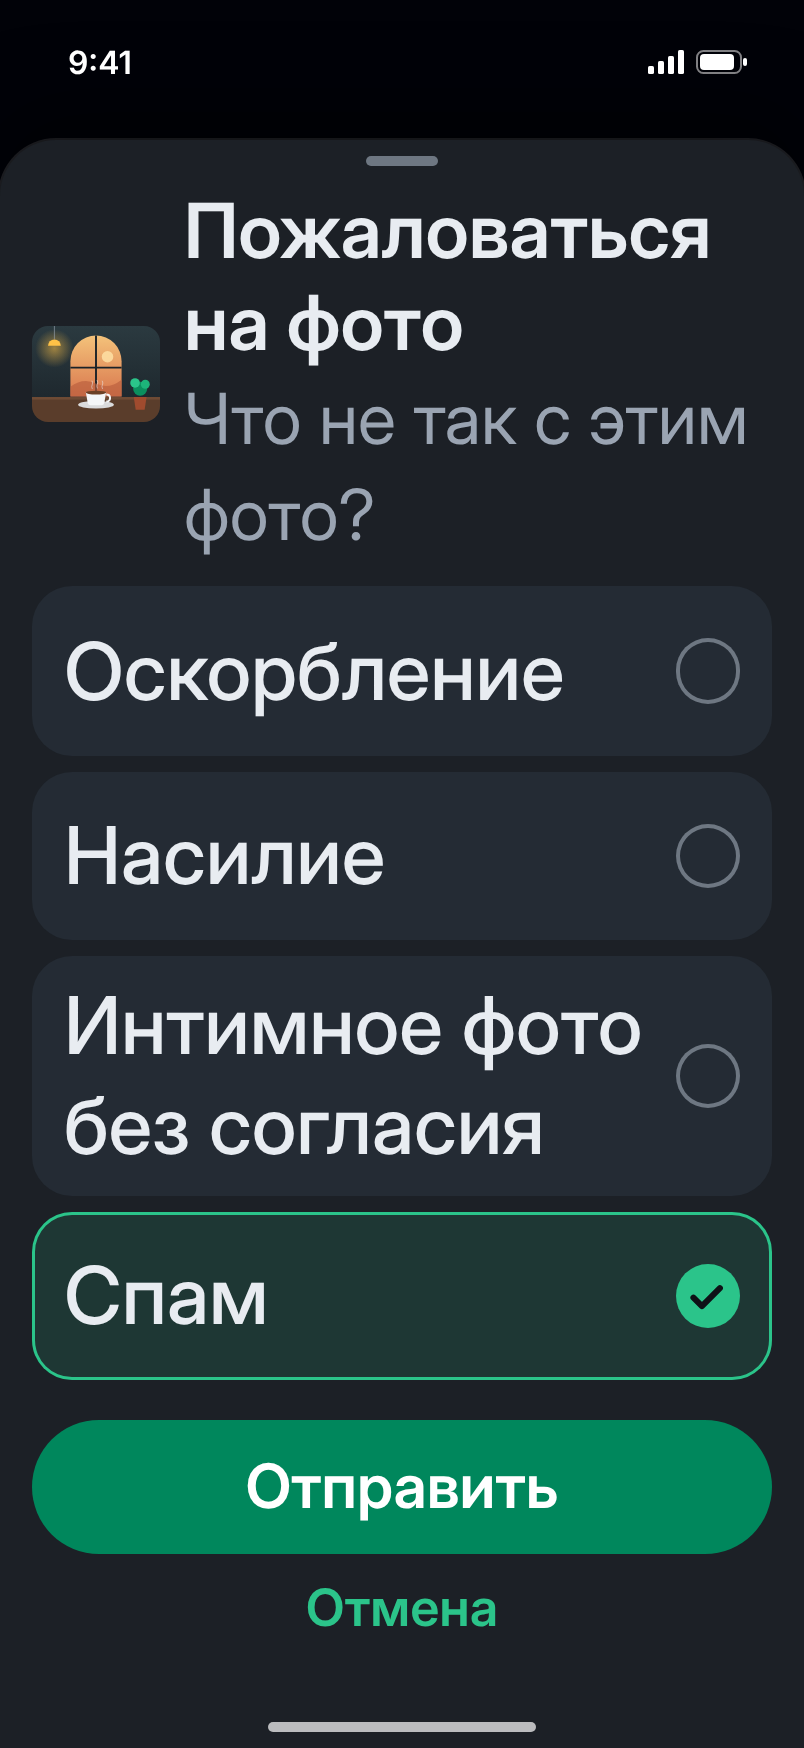 9:41
Пожаловаться
на фото
Что не так с этим
фото?
Оскорбление
Насилие
Интимное фото
без согласия
Спам
Отправить
Отмена